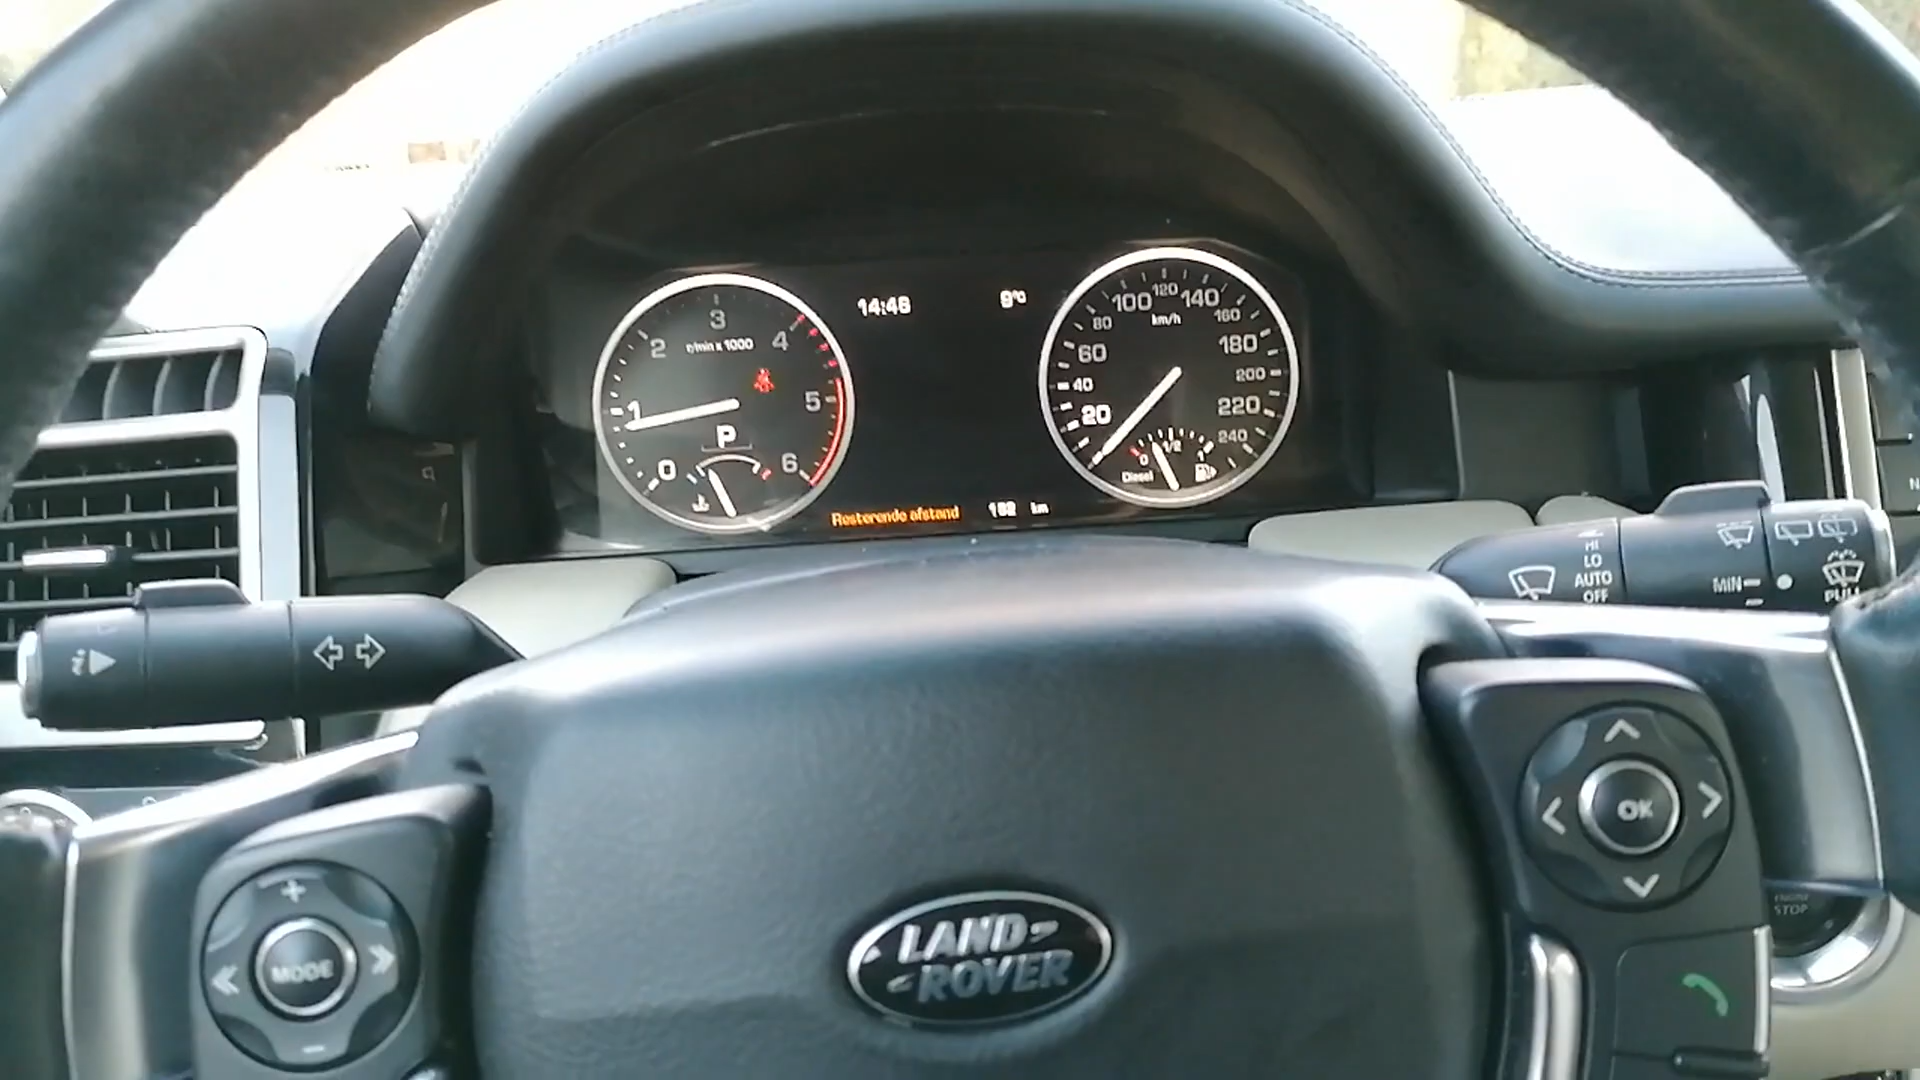 14:48
9°C
3
2
4
r/min x 1000
1
5
P
0
6
120
100
140
km/h
80
160
60
180
40
200
20
220
240
0
1/2
1
Diesel
Resterende afstand
km
HI
LO
AUTO
OFF
MIN
PULL
OK
ENGINE
STOP
MODE
LAND-
ROVER